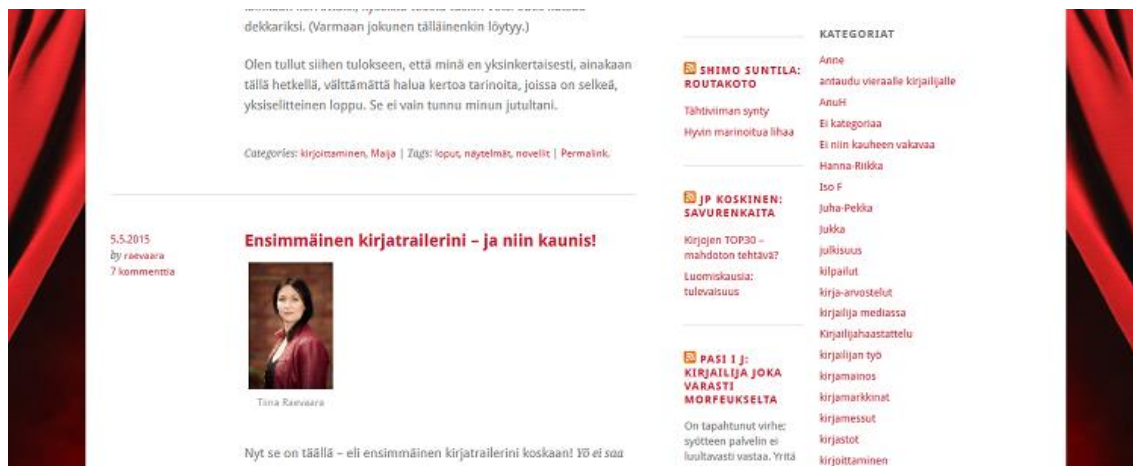 dekkariksi. (Varmaan jokunen tälläinenkin löytyy.)
Olen tullut siihen tulokseen, että minä en yksinkertaisesti, ainakaan
tällä hetkellä, välttämättä halua kertoa tarinoita, joissa on selkeä,
yksiselitteinen loppu. Se ei vain tunnu minun jutultani.
Categories: kirjoittaminen, Maija | Tags: loput, näytelmät, novellit | Permalink.
5.5.2015
by raevaara
7 kommenttia
Ensimmäinen kirjatrailerini – ja niin kaunis!
Tiina Raevaara
Nyt se on täällä – eli ensimmäinen kirjatrailerini koskaan! Yö ei saa
SHIMO SUNTILA:
ROUTAKOTO
Tähtiviiman synty
Hyvin marinoitua lihaa
JP KOSKINEN:
SAVURENKAITA
Kirjojen TOP30 –
mahdoton tehtävä?
Luomiskausia:
tulevaisuus
PASI I J:
KIRJAILIJA JOKA
VARASTI
MORFEUKSELTA
On tapahtunut virhe;
syötteen palvelin ei
luultavasti vastaa. Yritä
KATEGORIAT
Anne
antaudu vieraalle kirjailijalle
AnuH
Ei kategoriaa
Ei niin kauheen vakavaa
Hanna-Riikka
Iso F
Juha-Pekka
Jukka
julkisuus
kilpailut
kirja-arvostelut
kirjailija mediassa
Kirjailijahaastattelu
kirjailijan työ
kirjamainos
kirjamarkkinat
kirjamessut
kirjastot
kirjoittaminen